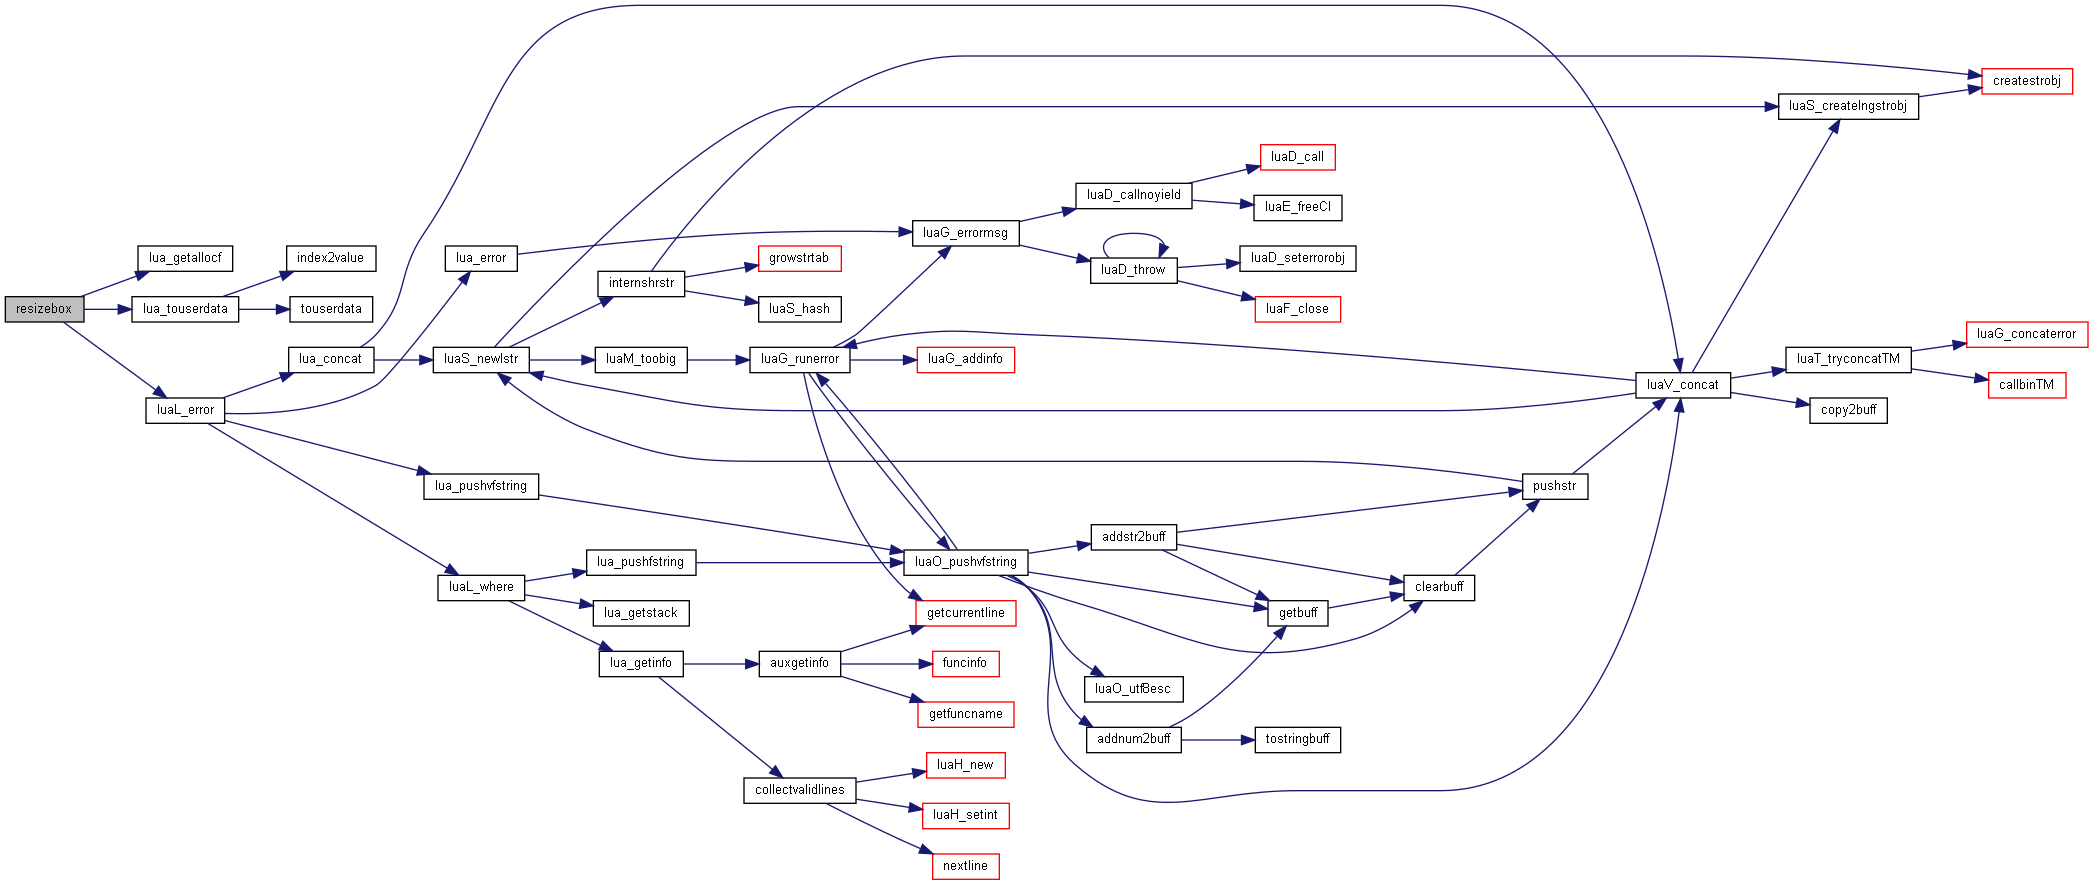 resizebox
lua_getallocf
lua_touserdata
luaL_error
index2value
touserdata
lua_concat
lua_error
luaS_newlstr
lua_pushvfstring
luaL_where
internshrstr
luaM_toobig
lua_pushfstring
lua_getstack
lua_getinfo
growstrtab
luaS_hash
luaG_runerror
auxgetinfo
collectvalidlines
luaG_errormsg
luaG_addinfo
luaO_pushvfstring
getcurrentline
funcinfo
getfuncname
luaH_new
luaH_setint
nextline
luaD_callnoyield
luaD_throw
addstr2buff
luaO_utf8esc
addnum2buff
luaD_call
luaE_freeCI
luaD_seterrorobj
luaF_close
getbuff
tostringbuff
clearbuff
pushstr
luaV_concat
luaS_createlngstrobj
luaT_tryconcatTM
copy2buff
createstrobj
luaG_concaterror
callbinTM